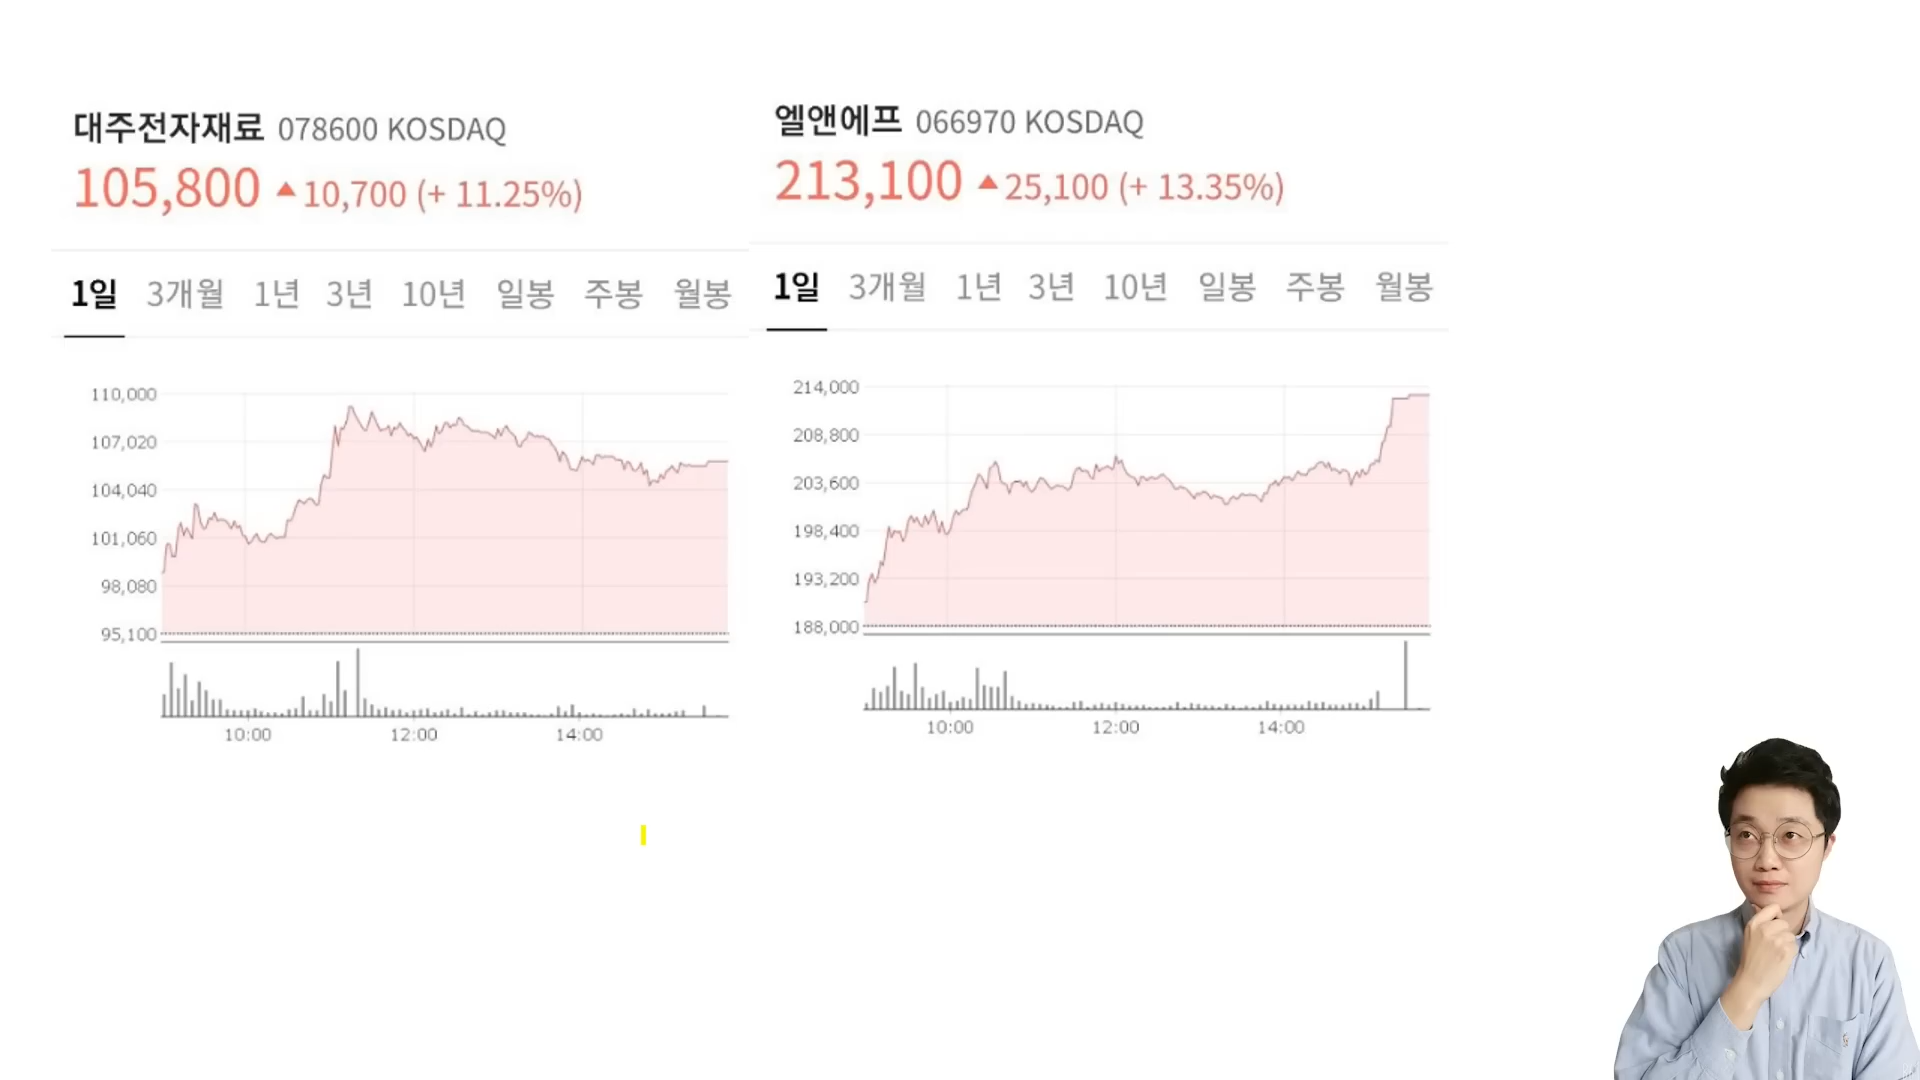 대주전자재료 078600 KOSDAQ
105,800 ▲10,700 (+ 11.25%)
1일 3개월 1년 3년 10년 일봉 주봉 월봉
110,000
107,020
104,040
101,060
98,080
95,100
10:00 12:00 14:00
엘앤에프 066970 KOSDAQ
213,100 ▲25,100 (+ 13.35%)
1일 3개월 1년 3년 10년 일봉 주봉 월봉
214,000
208,800
203,600
198,400
193,200
188,000
10:00 12:00 14:00